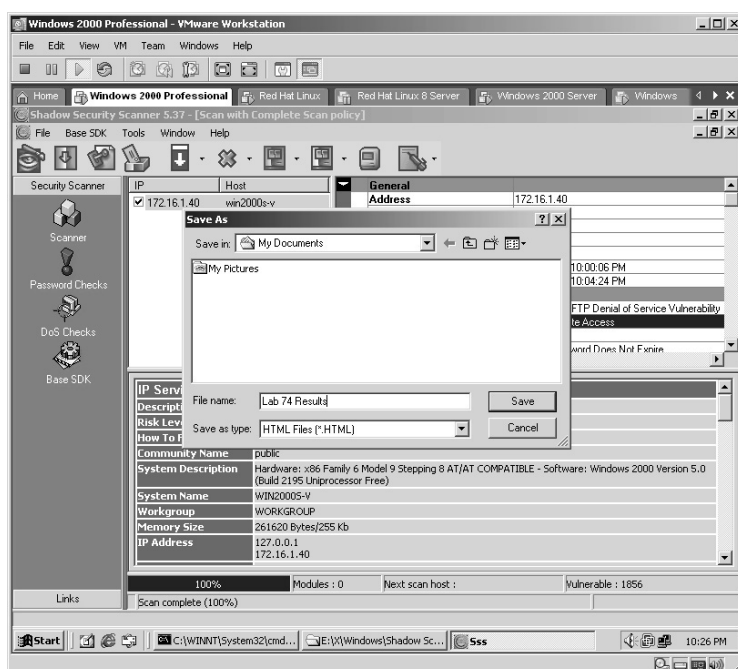 Windows 2000 Professional - VMware Workstation
File Edit View VM Team Windows Help
Home Windows 2000 Professional Red Hat Linux Red Hat Linux 8 Server Windows 2000 Server Windows
Shadow Security Scanner 5.37 - [Scan with Complete Scan policy]
File Base SDK Tools Window Help
Security Scanner
Scanner
Password Checks
DoS Checks
Base SDK
Links
IP Host
172.16.1.40 win2000s-v
General
Address 172.16.1.40
10:00:06 PM
10:04:24 PM
FTP Denial of Service Vulnerability
te Access
word Does Not Expire
Save As
Save in: My Documents
My Pictures
File name: Lab 74 Results
Save
Save as type: HTML Files (*.HTML)
Cancel
IP Servi
Descripti
Risk Leve
How To F
Community Name public
System Description Hardware: x86 Family 6 Model 9 Stepping 8 AT/AT COMPATIBLE - Software: Windows 2000 Version 5.0
(Build 2195 Uniprocessor Free)
System Name WIN2000S-V
Workgroup WORKGROUP
Memory Size 261620 Bytes/255 Kb
IP Address 127.0.0.1
172.16.1.40
100% Modules : 0 Next scan host : Vulnerable : 1856
Scan complete (100%)
Start C:\WINNT\System32\cmd... E:\X\Windows\Shadow Sc... Sss 10:26 PM